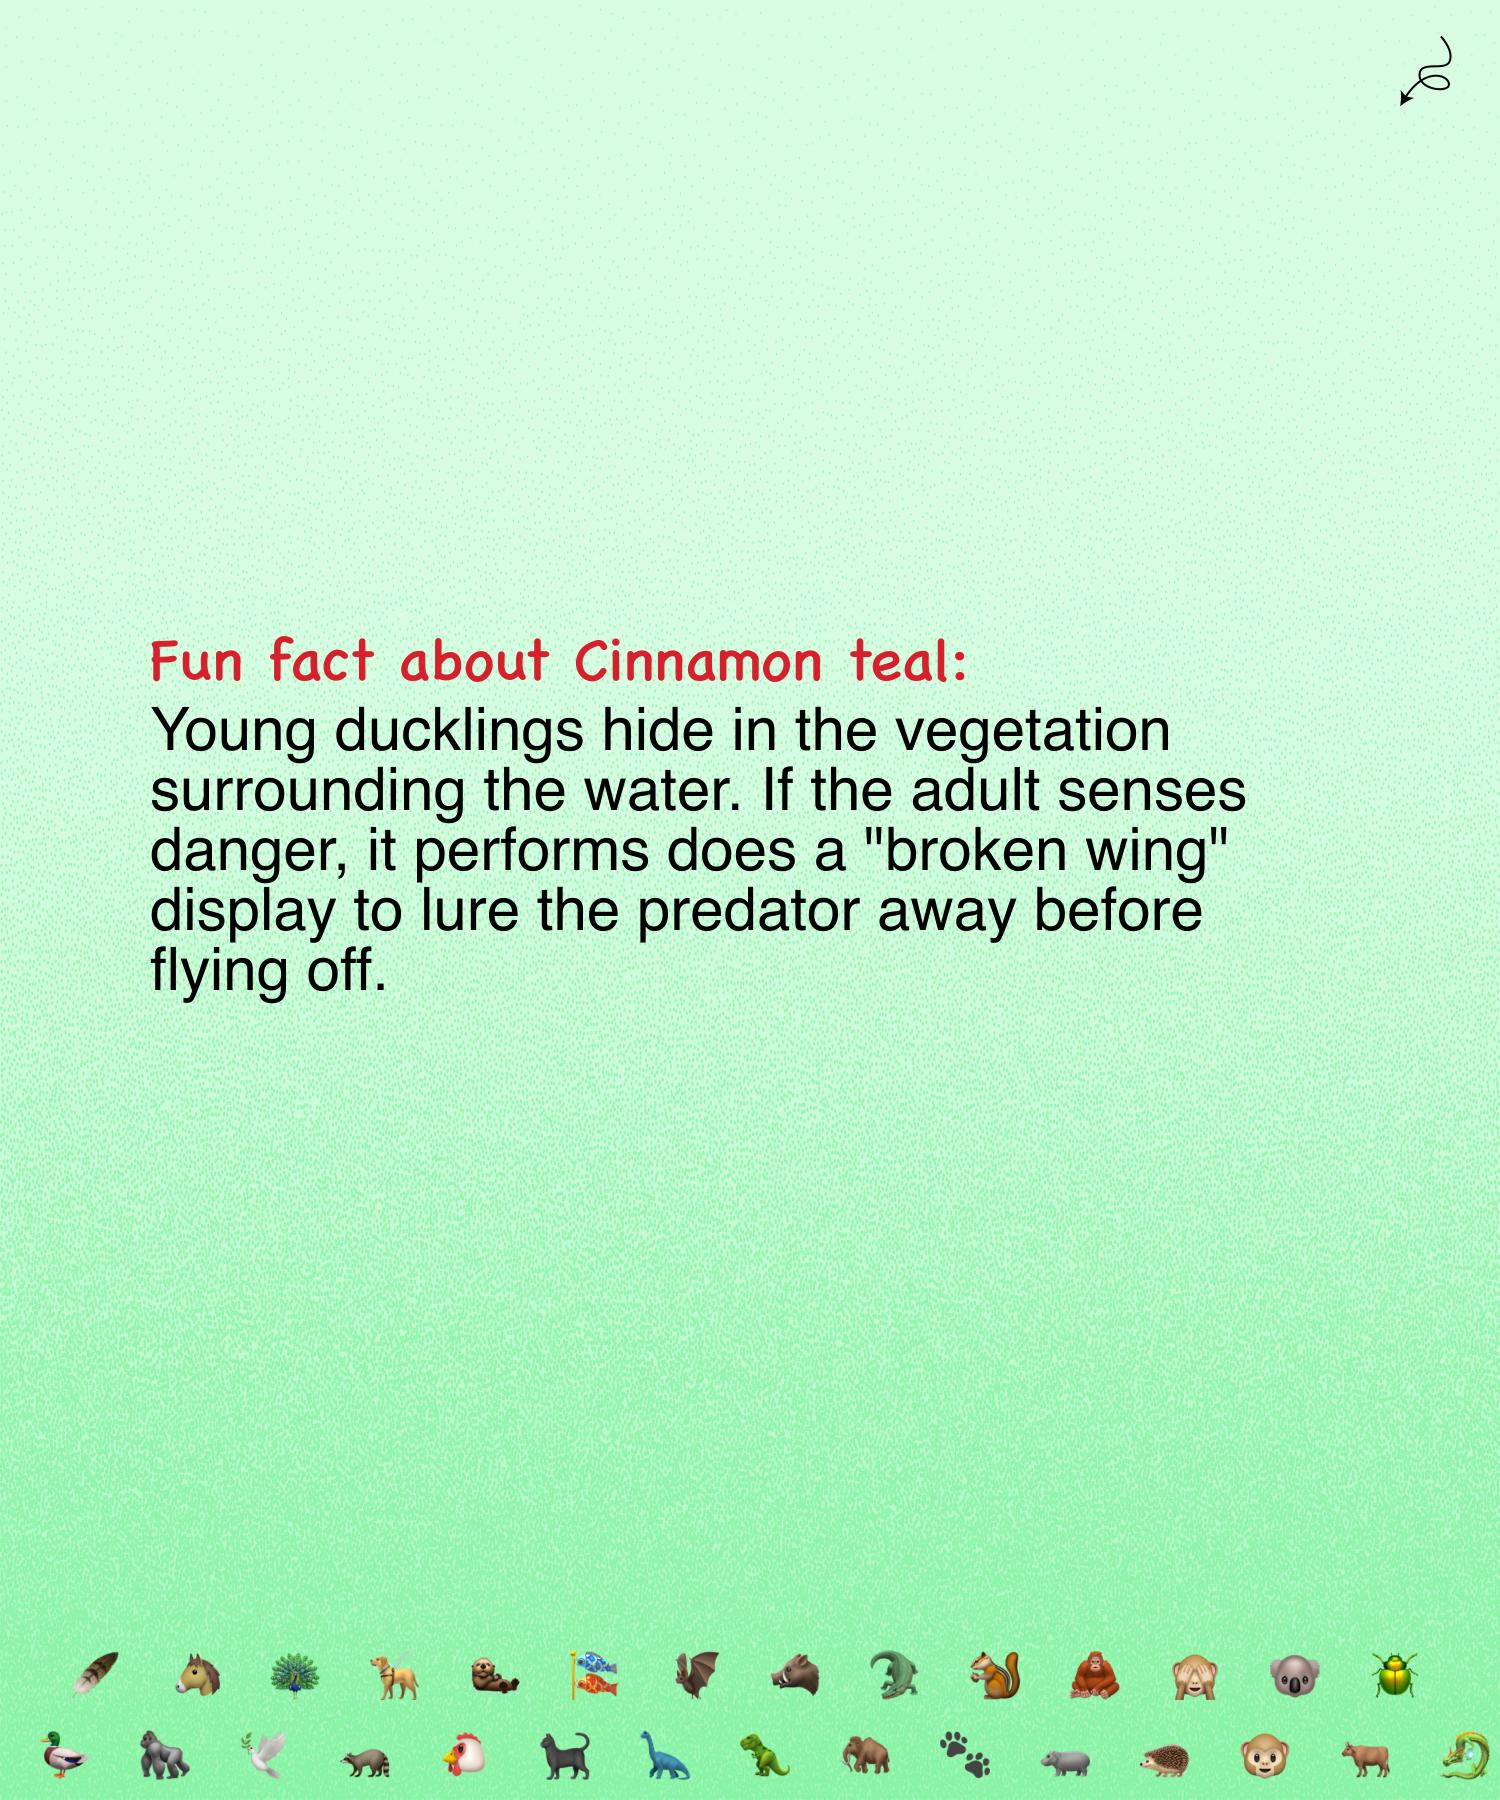 Fun fact about Cinnamon teal:
Young ducklings hide in the vegetation
surrounding the water. If the adult senses
danger, it performs does a "broken wing"
display to lure the predator away before
flying off.